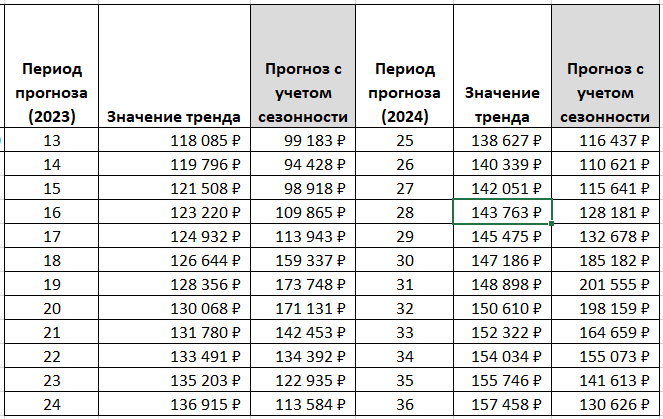 Период прогноза (2023) Значение тренда Прогноз с учетом сезонности Период прогноза (2024) Значение тренда Прогноз с учетом сезонности
13 118 085 ₽ 99 183 ₽ 25 138 627 ₽ 116 437 ₽
14 119 796 ₽ 94 428 ₽ 26 140 339 ₽ 110 621 ₽
15 121 508 ₽ 98 918 ₽ 27 142 051 ₽ 115 641 ₽
16 123 220 ₽ 109 865 ₽ 28 143 763 ₽ 128 181 ₽
17 124 932 ₽ 113 943 ₽ 29 145 475 ₽ 132 678 ₽
18 126 644 ₽ 159 337 ₽ 30 147 186 ₽ 185 182 ₽
19 128 356 ₽ 173 748 ₽ 31 148 898 ₽ 201 555 ₽
20 130 068 ₽ 171 131 ₽ 32 150 610 ₽ 198 159 ₽
21 131 780 ₽ 142 453 ₽ 33 152 322 ₽ 164 659 ₽
22 133 491 ₽ 134 392 ₽ 34 154 034 ₽ 155 073 ₽
23 135 203 ₽ 122 935 ₽ 35 155 746 ₽ 141 613 ₽
24 136 915 ₽ 113 584 ₽ 36 157 458 ₽ 130 626 ₽